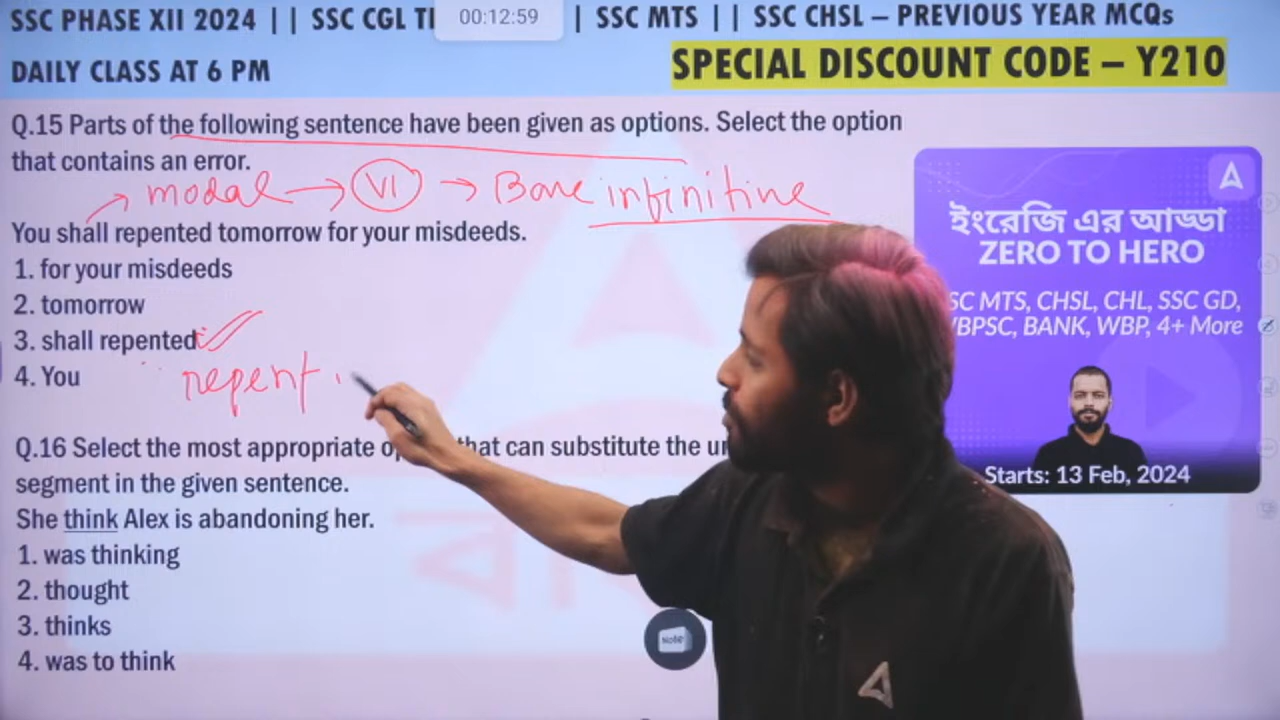 SSC PHASE XII 2024 || SSC CGL TI
00:12:59
| SSC MTS || SSC CHSL – PREVIOUS YEAR MCQs
DAILY CLASS AT 6 PM
SPECIAL DISCOUNT CODE – Y210
Q.15 Parts of the following sentence have been given as options. Select the option
that contains an error.
modal → V1 → Bare infinitive
You shall repented tomorrow for your misdeeds.
1. for your misdeeds
2. tomorrow
3. shall repented
4. You
repent
Q.16 Select the most appropriate that can substitute the
segment in the given sentence.
She think Alex is abandoning her.
1. was thinking
2. thought
3. thinks
4. was to think
ইংরেজি এর আড্ডা
ZERO TO HERO
SC MTS, CHSL, CHL, SSC GD,
BPSC, BANK, WBP, 4+ More
Starts: 13 Feb, 2024
Note